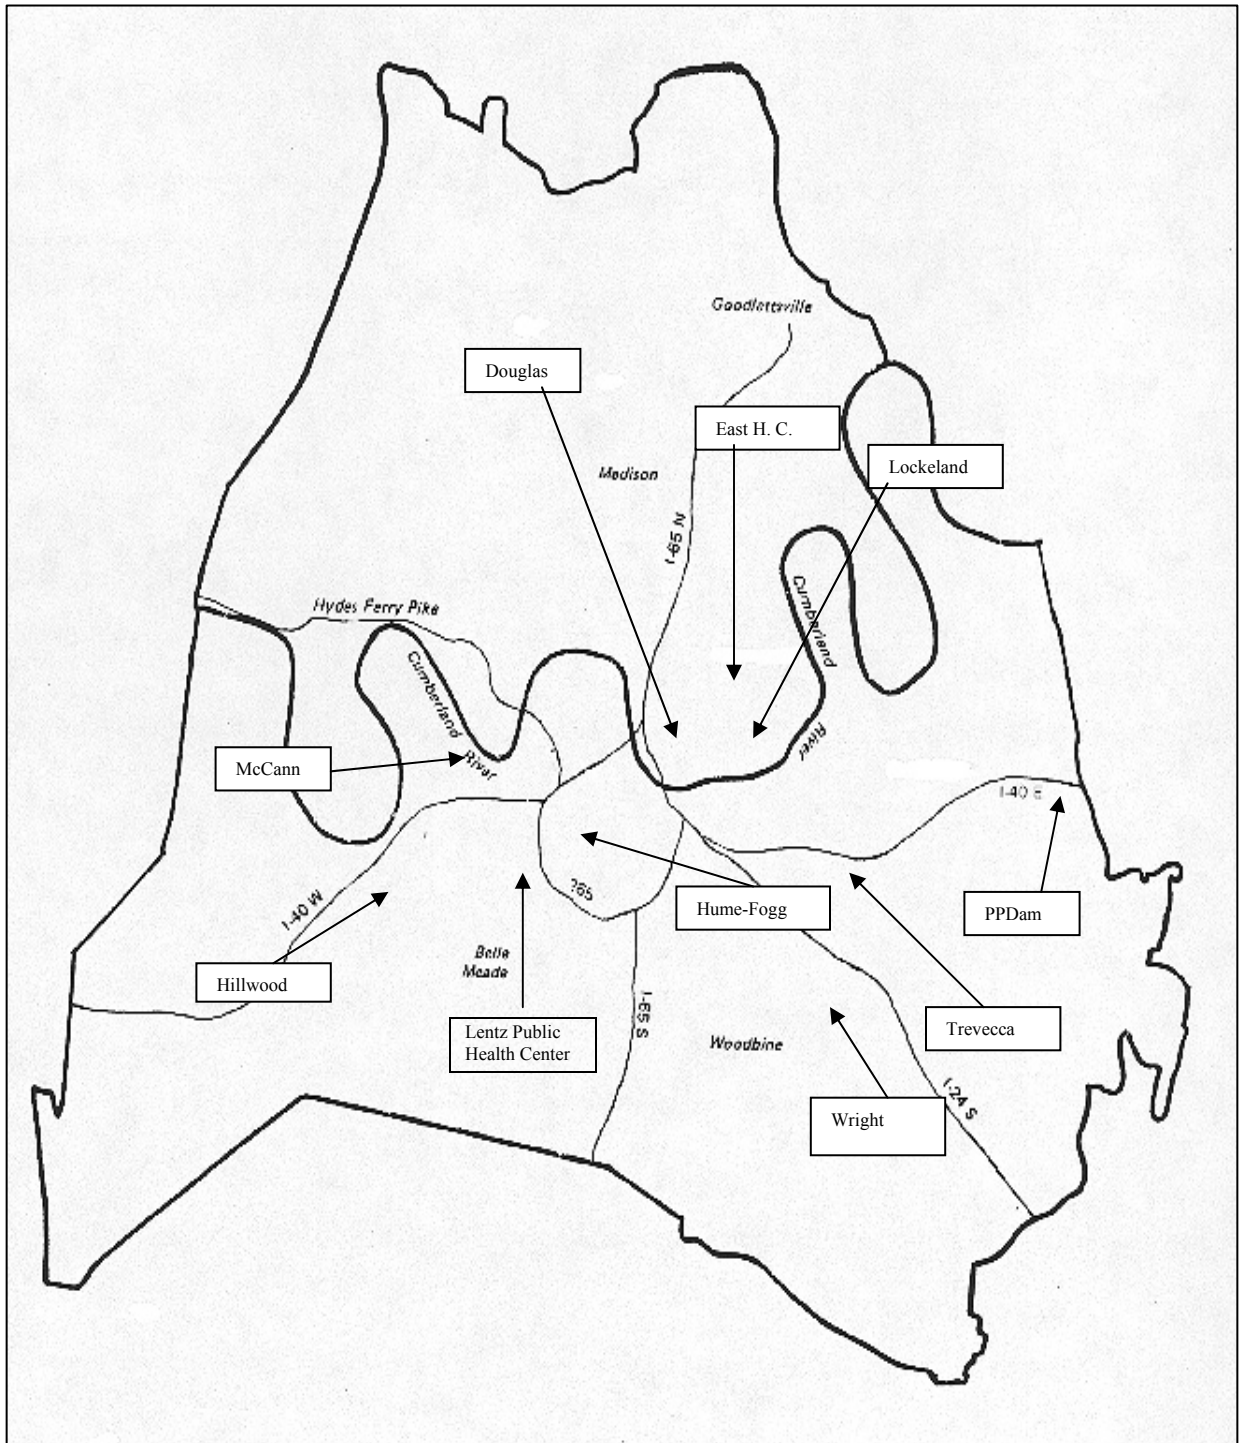 Goodlettsville
Douglas
East H. C.
Madison
Lockeland
I-65 N
Cumberland
River
Hydes Ferry Pike
Cumberland
River
McCann
I-40 E
I-40 W
?65
Hume-Fogg
PPDam
Belle
Meade
Hillwood
I-65 S
Lentz Public
Health Center
Woodbine
Trevecca
I-24 S
Wright